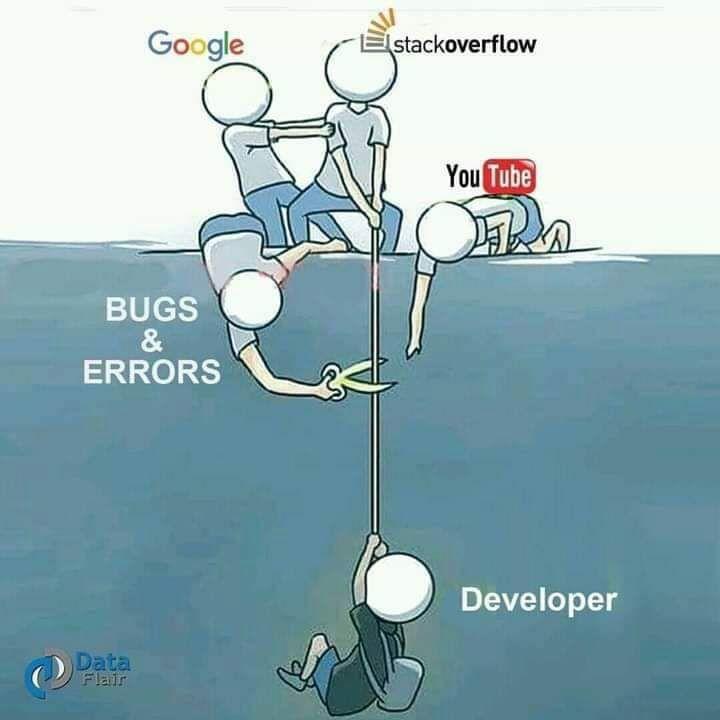 Google
stackoverflow
YouTube
BUGS
&
ERRORS
Developer
Data
Flair